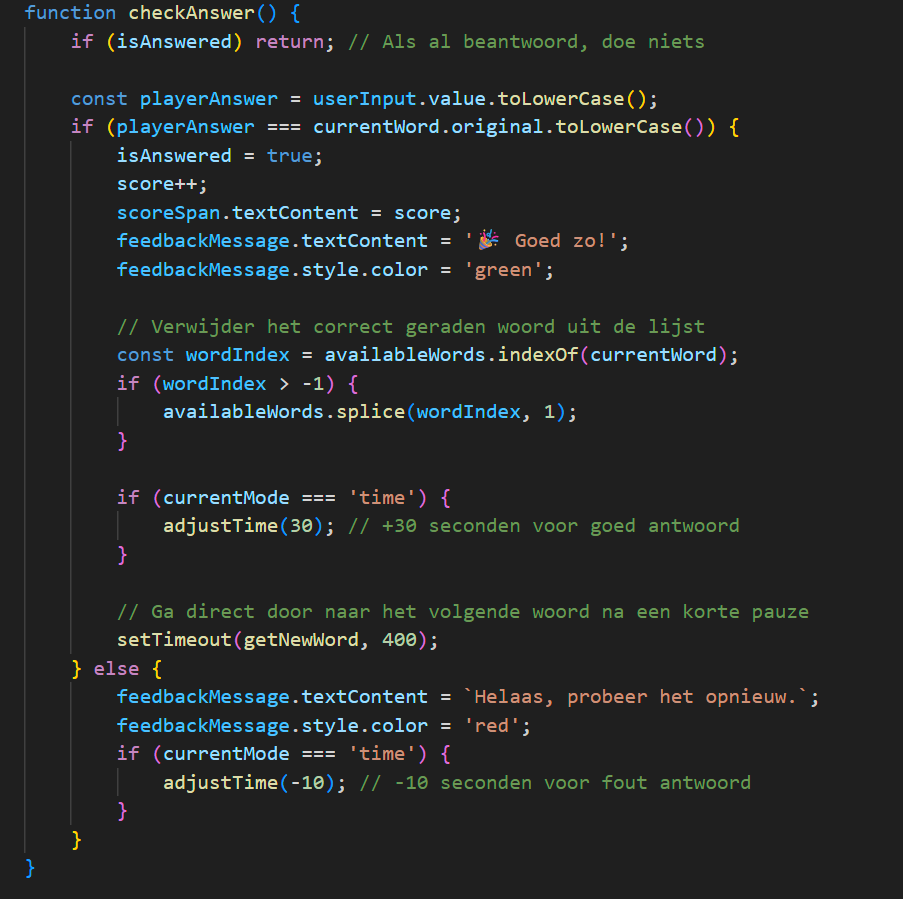 function checkAnswer() {
    if (isAnswered) return; // Als al beantwoord, doe niets

    const playerAnswer = userInput.value.toLowerCase();
    if (playerAnswer === currentWord.original.toLowerCase()) {
        isAnswered = true;
        score++;
        scoreSpan.textContent = score;
        feedbackMessage.textContent = '🎉 Goed zo!';
        feedbackMessage.style.color = 'green';

        // Verwijder het correct geraden woord uit de lijst
        const wordIndex = availableWords.indexOf(currentWord);
        if (wordIndex > -1) {
            availableWords.splice(wordIndex, 1);
        }

        if (currentMode === 'time') {
            adjustTime(30); // +30 seconden voor goed antwoord
        }

        // Ga direct door naar het volgende woord na een korte pauze
        setTimeout(getNewWord, 400);
    } else {
        feedbackMessage.textContent = `Helaas, probeer het opnieuw.`;
        feedbackMessage.style.color = 'red';
        if (currentMode === 'time') {
            adjustTime(-10); // -10 seconden voor fout antwoord
        }
    }
}